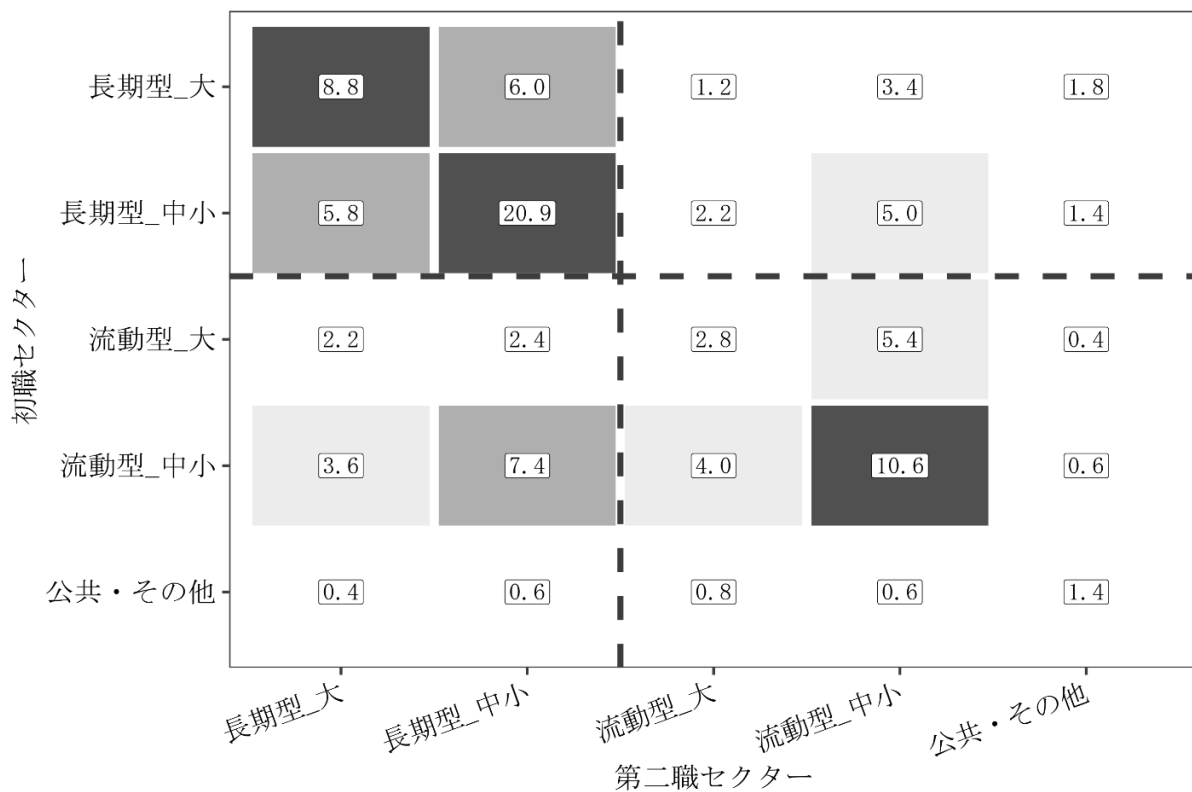 長期型_大 8.8 6.0 1.2 3.4 1.8
長期型_中小 5.8 20.9 2.2 5.0 1.4
流動型_大 2.2 2.4 2.8 5.4 0.4
流動型_中小 3.6 7.4 4.0 10.6 0.6
公共・その他 0.4 0.6 0.8 0.6 1.4
初職セクター
長期型_大 長期型_中小 流動型_大 流動型_中小 公共・その他
第二職セクター